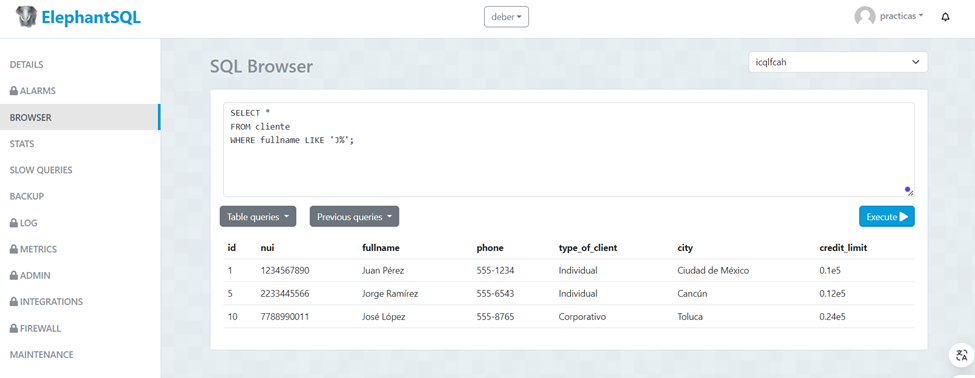 ElephantSQL
deber
practicas
DETAILS
ALARMS
BROWSER
STATS
SLOW QUERIES
BACKUP
LOG
METRICS
ADMIN
INTEGRATIONS
FIREWALL
MAINTENANCE
SQL Browser
icqlfcah
SELECT *
FROM cliente
WHERE fullname LIKE 'J%';
Table queries
Previous queries
Execute
id nui fullname phone type_of_client city credit_limit
1 1234567890 Juan Pérez 555-1234 Individual Ciudad de México 0.1e5
5 2233445566 Jorge Ramírez 555-6543 Individual Cancún 0.12e5
10 7788990011 José López 555-8765 Corporativo Toluca 0.24e5